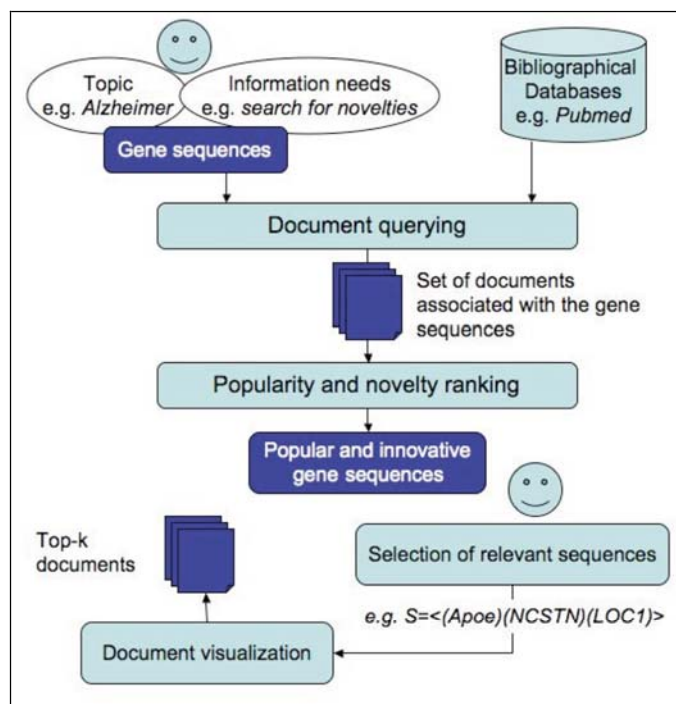 Topic
e.g. Alzheimer
Information needs
e.g. search for novelties
Bibliographical
Databases
e.g. Pubmed
Gene sequences
Document querying
Set of documents
associated with the gene
sequences
Popularity and novelty ranking
Popular and innovative
gene sequences
Top-k
documents
Selection of relevant sequences
e.g. S=<(Apoe)(NCSTN)(LOC1)>
Document visualization